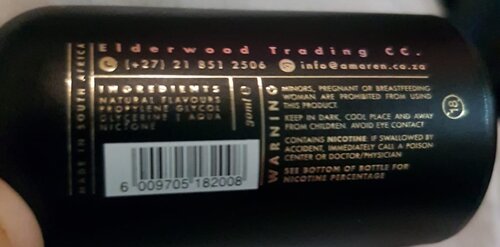 Elderwood Trading CC.
(+27) 21 851 2506
info@amaren.co.za
MADE IN SOUTH AFRICA
INGREDIENTS
NATURAL FLAVOURS
PROPYLENE GLYCOL
GLYCERINE | AQUA
NICTONE
30ml
6 009705 182008
WARNING
MINORS, PREGNANT OR BREASTFEEDING
WOMAN ARE PROHIBITED FROM USING
THIS PRODUCT.
KEEP IN DARK, COOL PLACE AND AWAY
FROM CHILDREN. AVOID EYE CONTACT
CONTAINS NICOTINE. IF SWALLOWED BY
ACCIDENT, IMMEDIATELY CALL A POISON
CENTER OR DOCTOR/PHYSICIAN
SEE BOTTOM OF BOTTLE FOR
NICOTINE PERCENTAGE
18